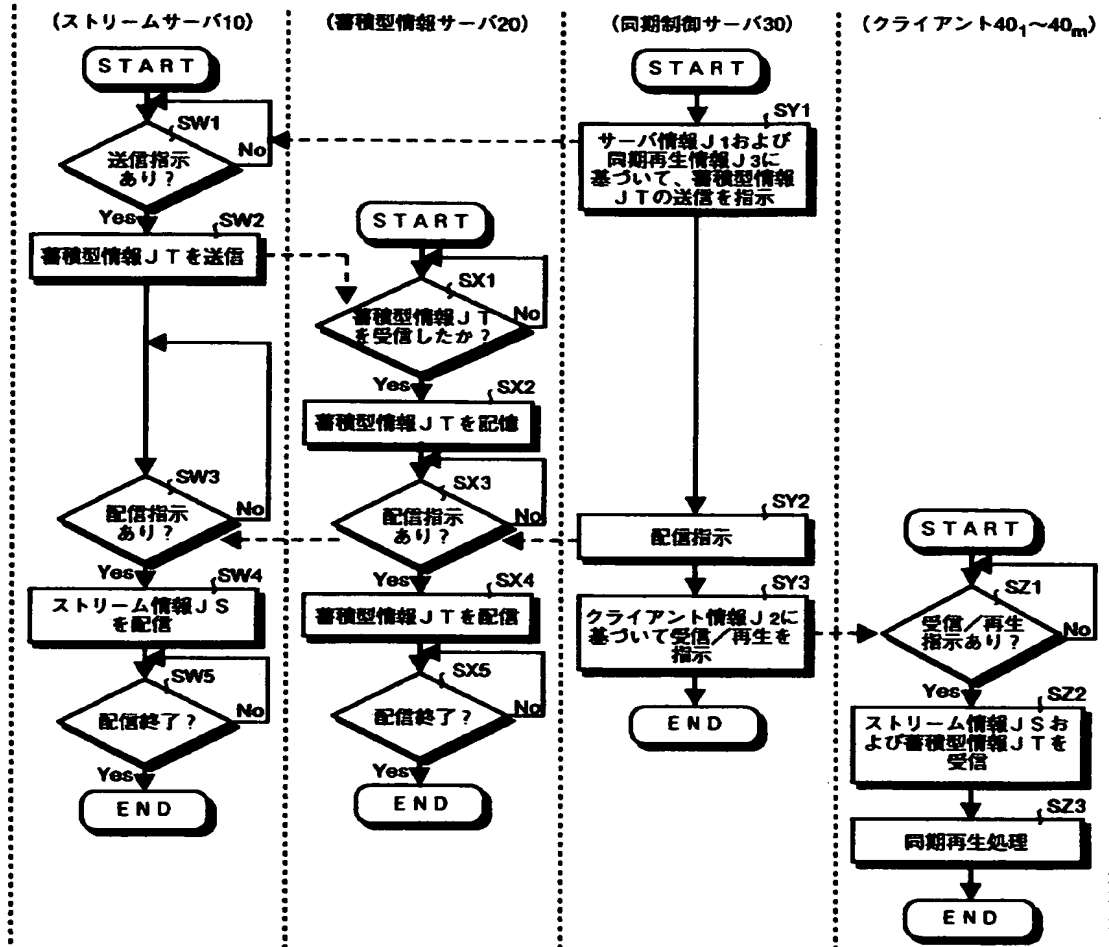 (ストリームサーバ10)
START
SW1
送信指示
あり？
No
Yes
SW2
蓄積型情報ＪＴを送信
SW3
配信指示
あり？
No
Yes
SW4
ストリーム情報ＪＳ
を配信
SW5
配信終了？
No
Yes
END
(蓄積型情報サーバ20)
START
SX1
蓄積型情報ＪＴ
を受信したか？
No
Yes
SX2
蓄積型情報ＪＴを記憶
SX3
配信指示
あり？
No
Yes
SX4
蓄積型情報ＪＴを配信
SX5
配信終了？
No
Yes
END
(同期制御サーバ30)
START
SY1
サーバ情報Ｊ1および
同期再生情報Ｊ3に
基づいて、蓄積型情報
ＪＴの送信を指示
SY2
配信指示
SY3
クライアント情報Ｊ2に
基づいて受信／再生を
指示
END
(クライアント40₁～40ₘ)
START
SZ1
受信／再生
指示あり？
No
Yes
SZ2
ストリーム情報ＪＳお
よび蓄積型情報ＪＴを
受信
SZ3
同期再生処理
END